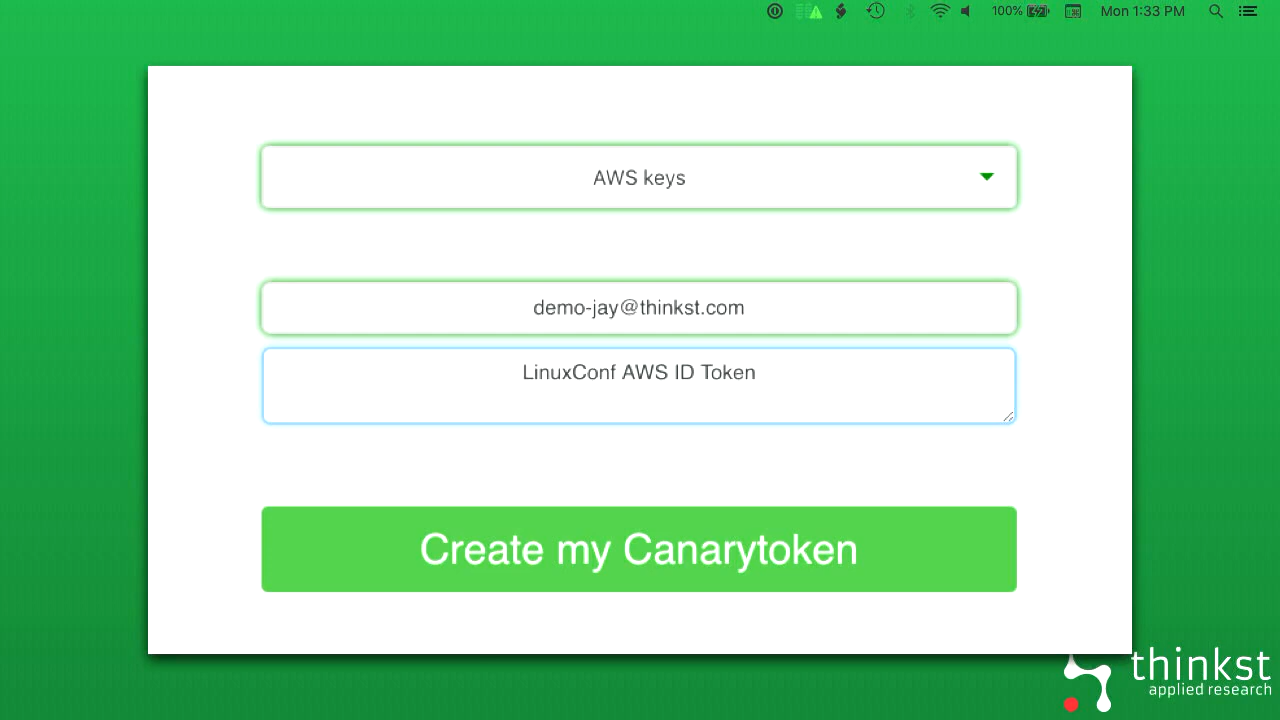 100%
Mon 1:33 PM
AWS keys
demo-jay@thinkst.com
LinuxConf AWS ID Token
Create my Canarytoken
thinkst
applied research